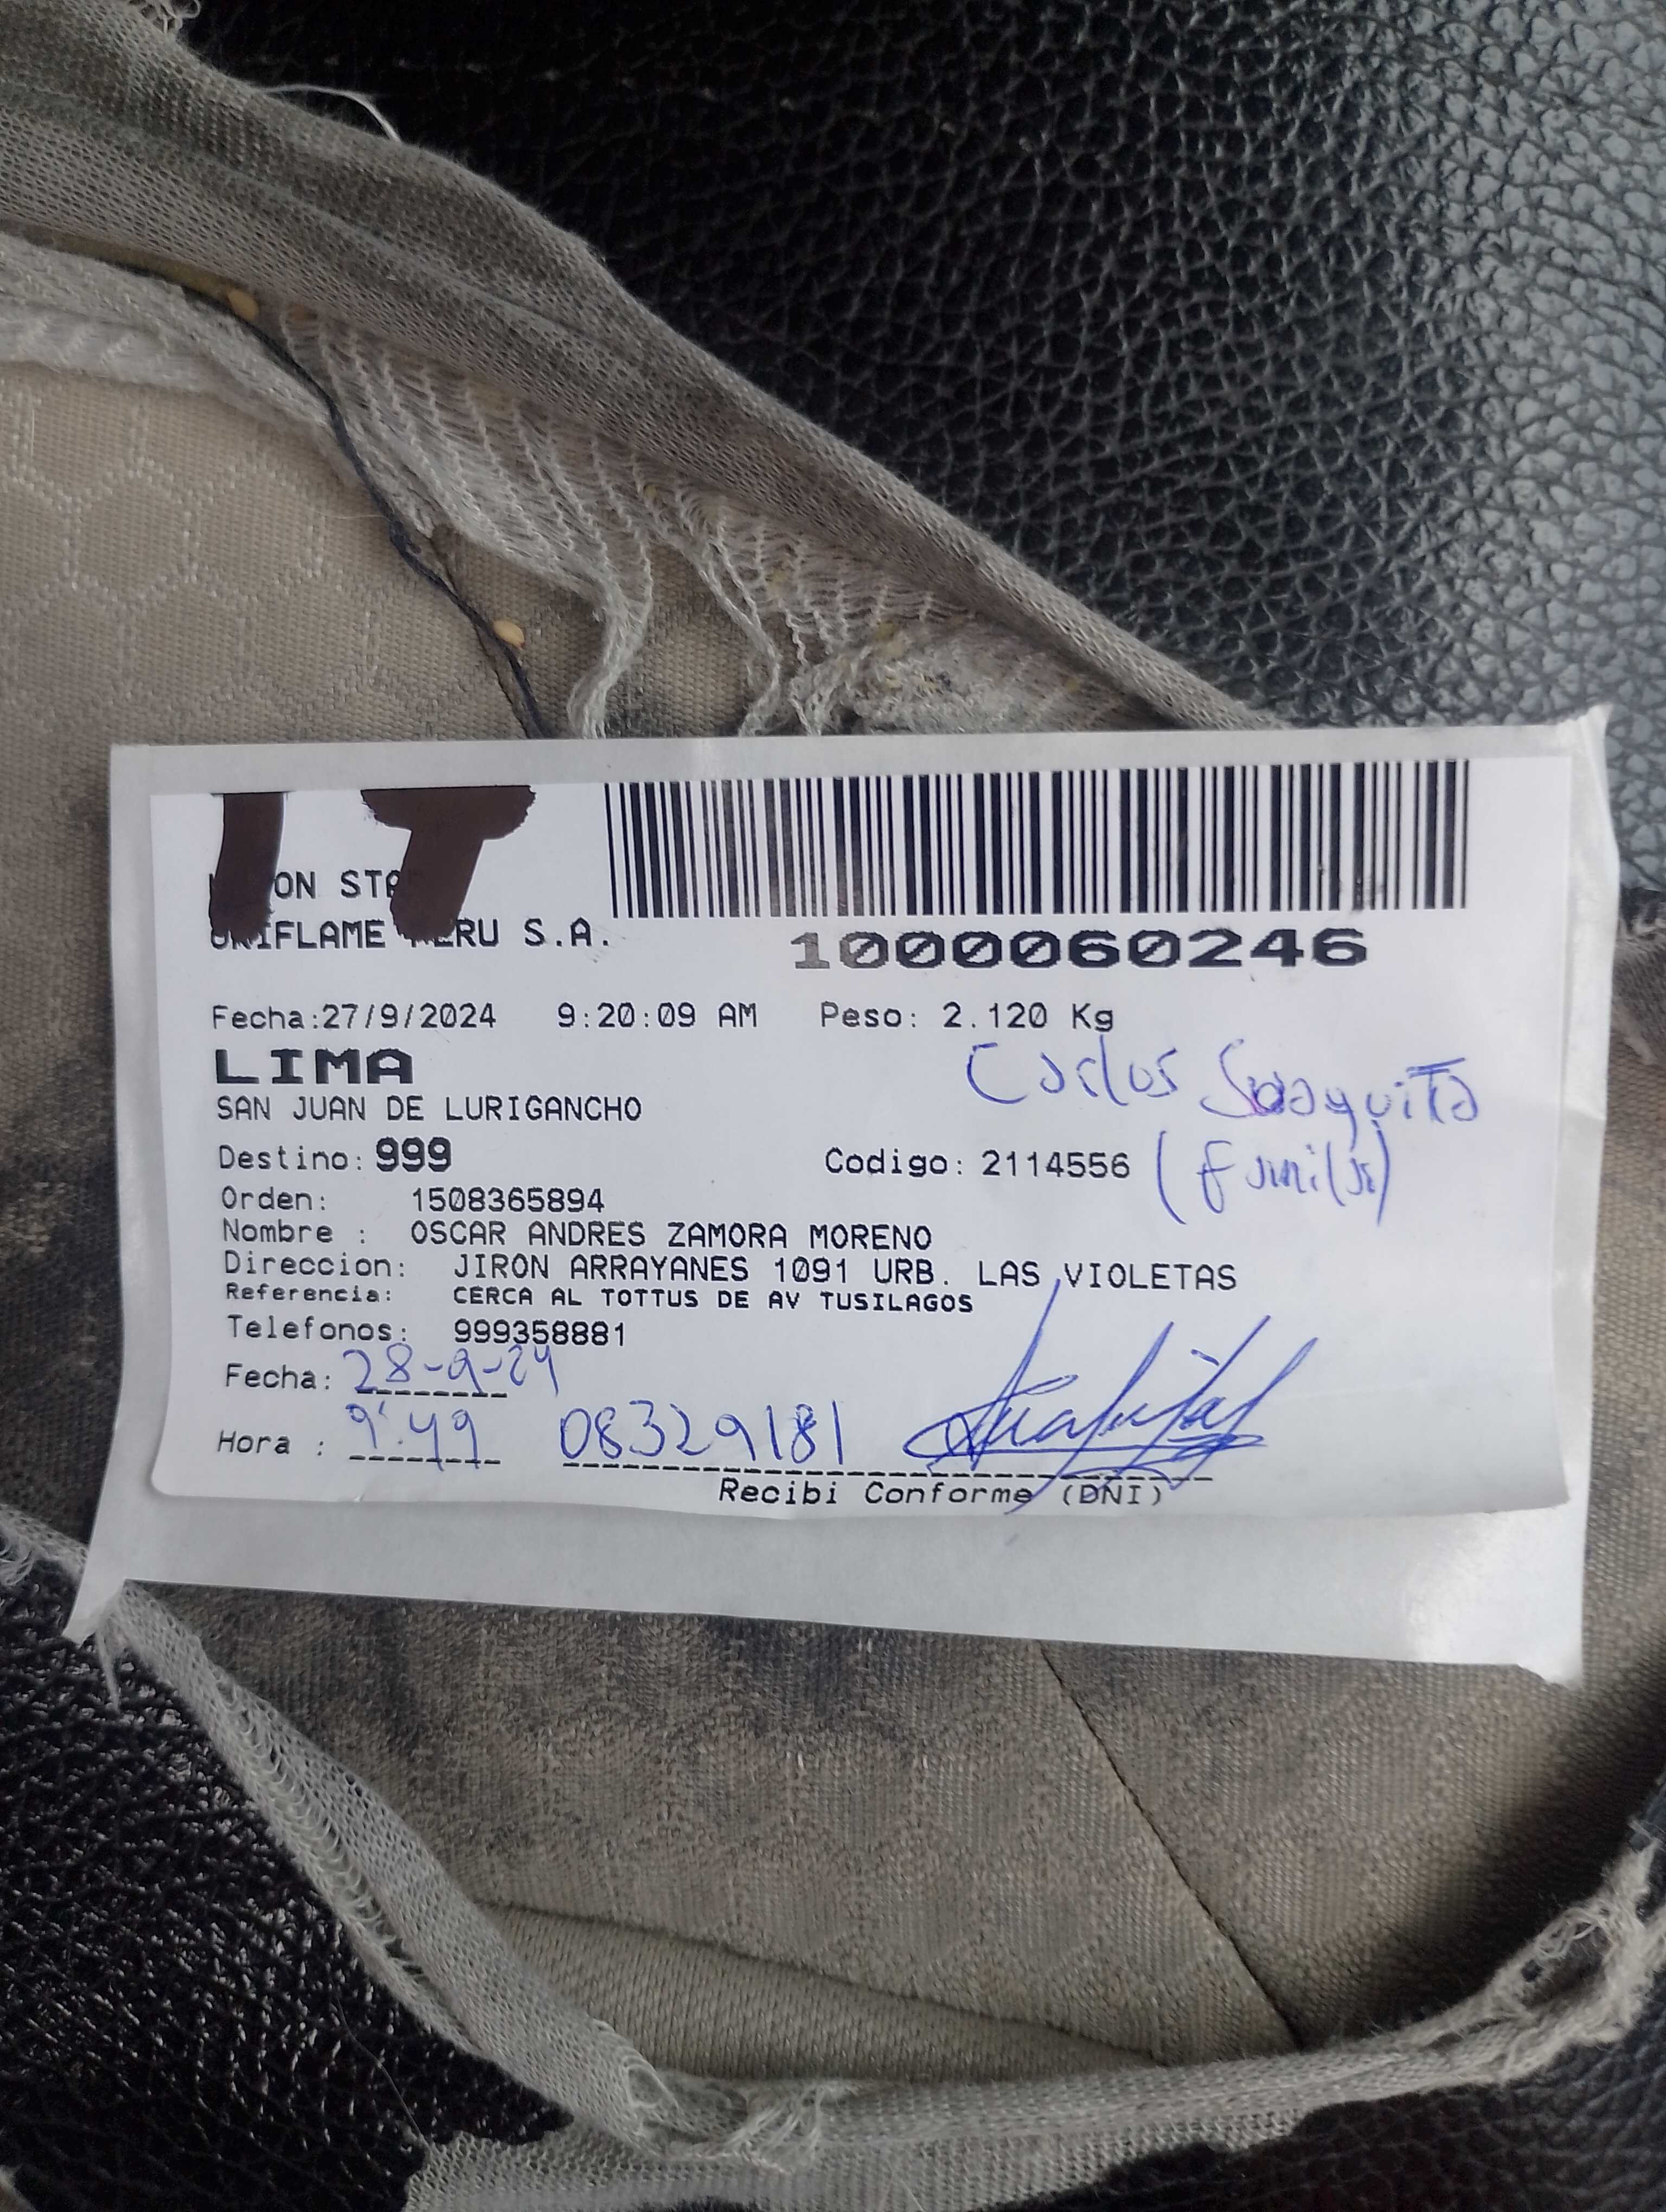 ON STA
ORIFLAME PERU S.A.
1000060246
Fecha:27/9/2024 9:20:09 AM Peso: 2.120 Kg
LIMA
Carlos
SAN JUAN DE LURIGANCHO
Destino: 999 Codigo: 2114556 (Familia)
Orden: 1508365894
Nombre : OSCAR ANDRES ZAMORA MORENO
Direccion: JIRON ARRAYANES 1091 URB. LAS VIOLETAS
Referencia: CERCA AL TOTTUS DE AV TUSILAGOS
Telefonos: 999358881
Fecha: 28-9-24
Hora : 9:49 08329181
Recibi Conforme (DNI)